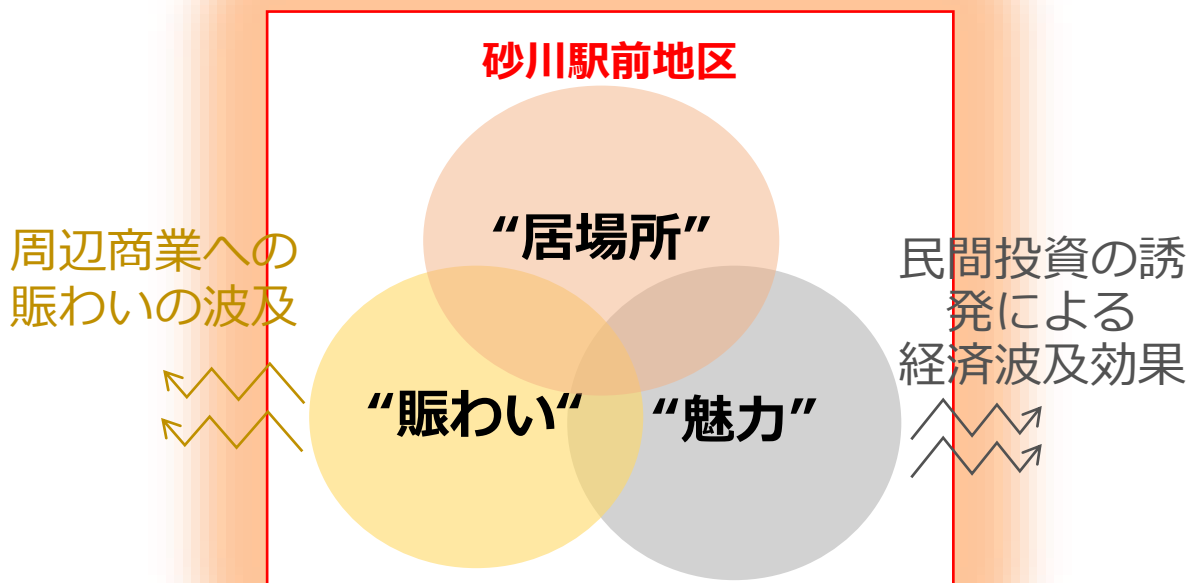 砂川駅前地区
“居場所”
周辺商業への
賑わいの波及
民間投資の誘
発による
経済波及効果
“賑わい“
“魅力”